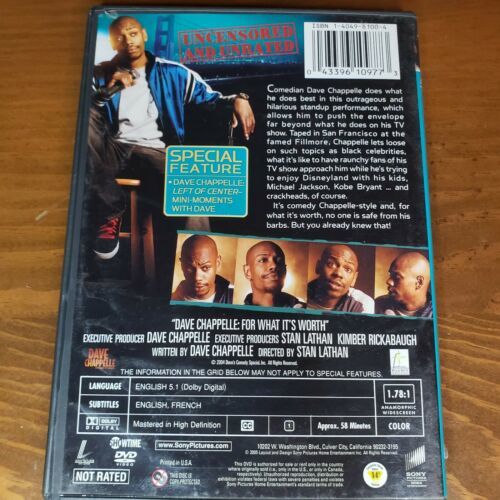 UNCENSORED
AND UNRATED
ISBN 1-4049-6100-4
0 43396 10977 3
Comedian Dave Chappelle does what
he does best in this outrageous and
hilarious standup performance, which
allows him to push the envelope
far beyond what he does on his TV
show. Taped in San Francisco at the
famed Fillmore, Chappelle lets loose
on such topics as black celebrities,
what it's like to have raunchy fans of his
TV show approach him while he's trying
to enjoy Disneyland with his kids,
Michael Jackson, Kobe Bryant ... and
crackheads, of course.
It's comedy Chappelle-style and, for
what it's worth, no one is safe from his
barbs. But you already knew that!
SPECIAL
FEATURE
• DAVE CHAPPELLE:
LEFT OF CENTER-
MINI-MOMENTS
WITH DAVE
"DAVE CHAPPELLE: FOR WHAT IT'S WORTH"
EXECUTIVE PRODUCER DAVE CHAPPELLE EXECUTIVE PRODUCERS STAN LATHAN KIMBER RICKABAUGH
WRITTEN BY DAVE CHAPPELLE DIRECTED BY STAN LATHAN
DAVE
CHAPPELLE
THE INFORMATION IN THE GRID BELOW MAY NOT APPLY TO SPECIAL FEATURES.
LANGUAGE ENGLISH 5.1 (Dolby Digital)
SUBTITLES ENGLISH, FRENCH
1.78:1
ANAMORPHIC
WIDESCREEN
DOLBY
DIGITAL
Mastered in High Definition CC 1 Approx. 58 Minutes COLOR
SHOWTIME
DVD
VIDEO
www.SonyPictures.com
10202 W. Washington Blvd., Culver City, California 90232-3195
Printed in U.S.A.
NOT RATED
SONY
PICTURES